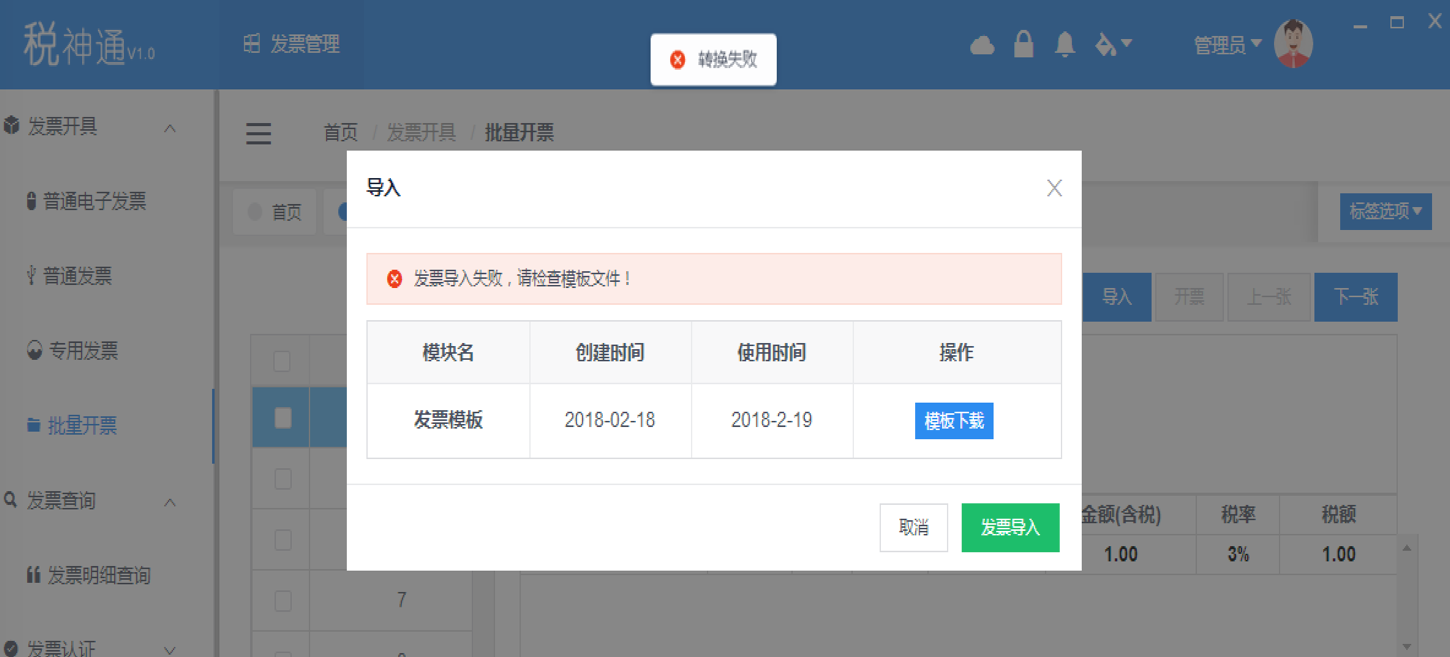 税神通V1.0
发票管理
转换失败
管理员
发票开具
普通电子发票
普通发票
专用发票
批量开票
发票查询
发票明细查询
发票认证
首页 / 发票开具 / 批量开票
首页
标签选项
导入
开票
上一张
下一张
导入
发票导入失败，请检查模板文件！
模块名 创建时间 使用时间 操作
发票模板 2018-02-18 2018-2-19 模板下载
取消
发票导入
金额(含税) 税率 税额
1.00 3% 1.00
7